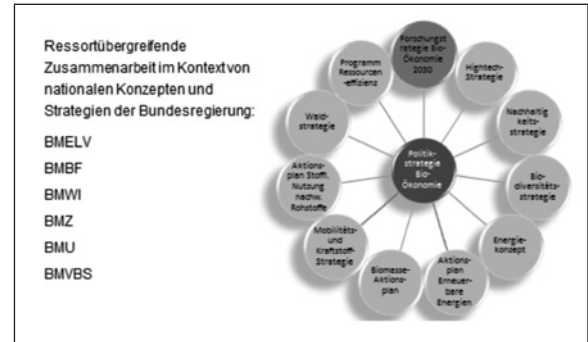 Ressortübergreifende
Zusammenarbeit im Kontext von
nationalen Konzepten und
Strategien der Bundesregierung:
BMELV
BMBF
BMWI
BMZ
BMU
BMVBS
Forschungst
rategie Bio-
Ökonomie
2030
Hightech-
Strategie
Nachhaltig
keits-
strategie
Bio-
diversitäts-
strategie
Energie-
konzept
Aktions-
plan
Erneuer-
bare
Energien
Biomasse-
Aktions-
plan
Mobilitäts-
und
Kraftstoff-
Strategie
Aktions-
plan Stoffl.
Nutzung
nachw.
Rohstoffe
Wald-
strategie
Programm
Ressourcen
-effizienz
Politik-
strategie
Bio-
Ökonomie